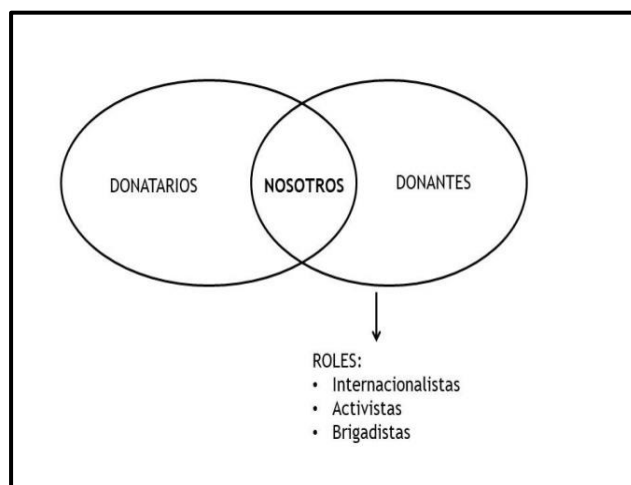 DONATARIOS
NOSOTROS
DONANTES
ROLES:
• Internacionalistas
• Activistas
• Brigadistas